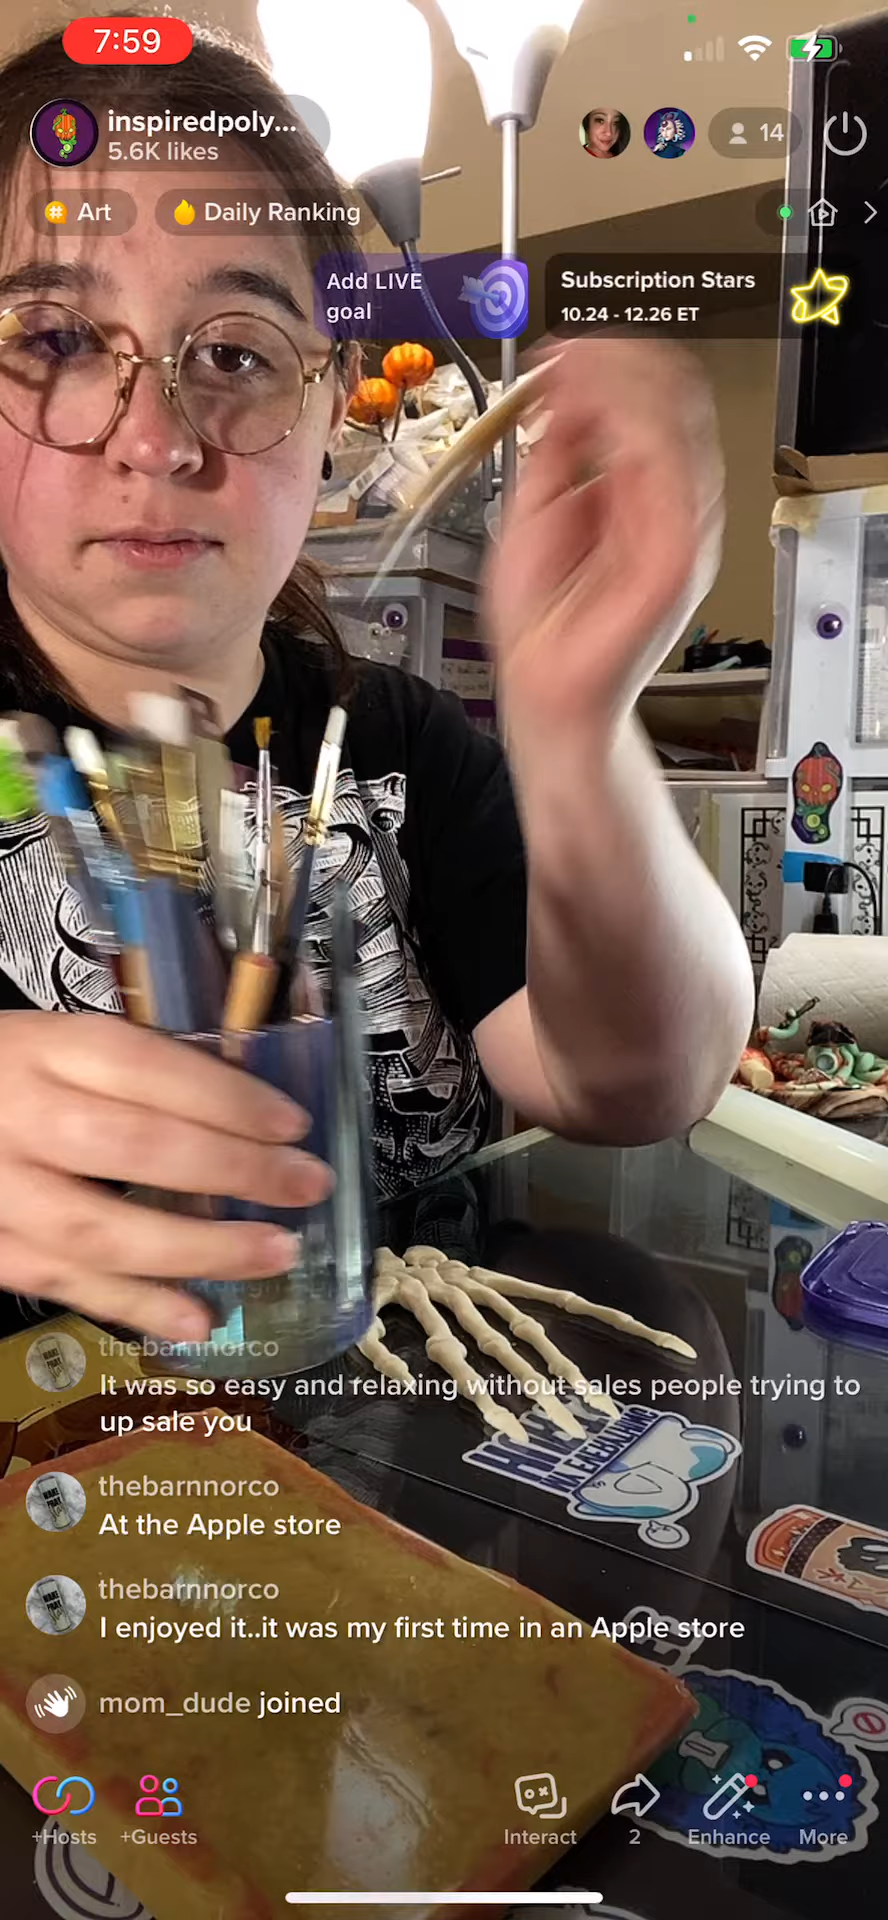 7:59
inspiredpoly...
5.6K likes
14
Art
Daily Ranking
Add LIVE
goal
Subscription Stars
10.24 - 12.26 ET
thebarnnorco
It was so easy and relaxing without sales people trying to
up sale you
thebarnnorco
At the Apple store
thebarnnorco
I enjoyed it..it was my first time in an Apple store
mom_dude joined
+Hosts
+Guests
Interact
2
Enhance
More